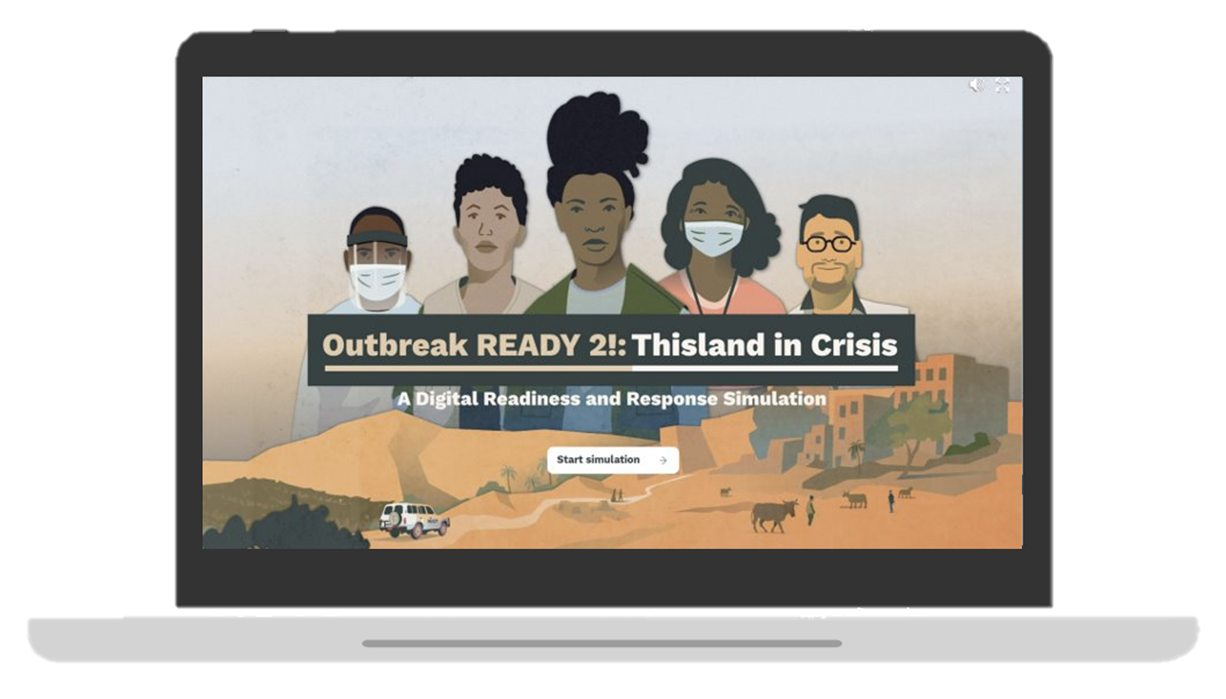 Outbreak READY 2!: Thisland in Crisis
A Digital Readiness and Response Simulation
Start simulation →